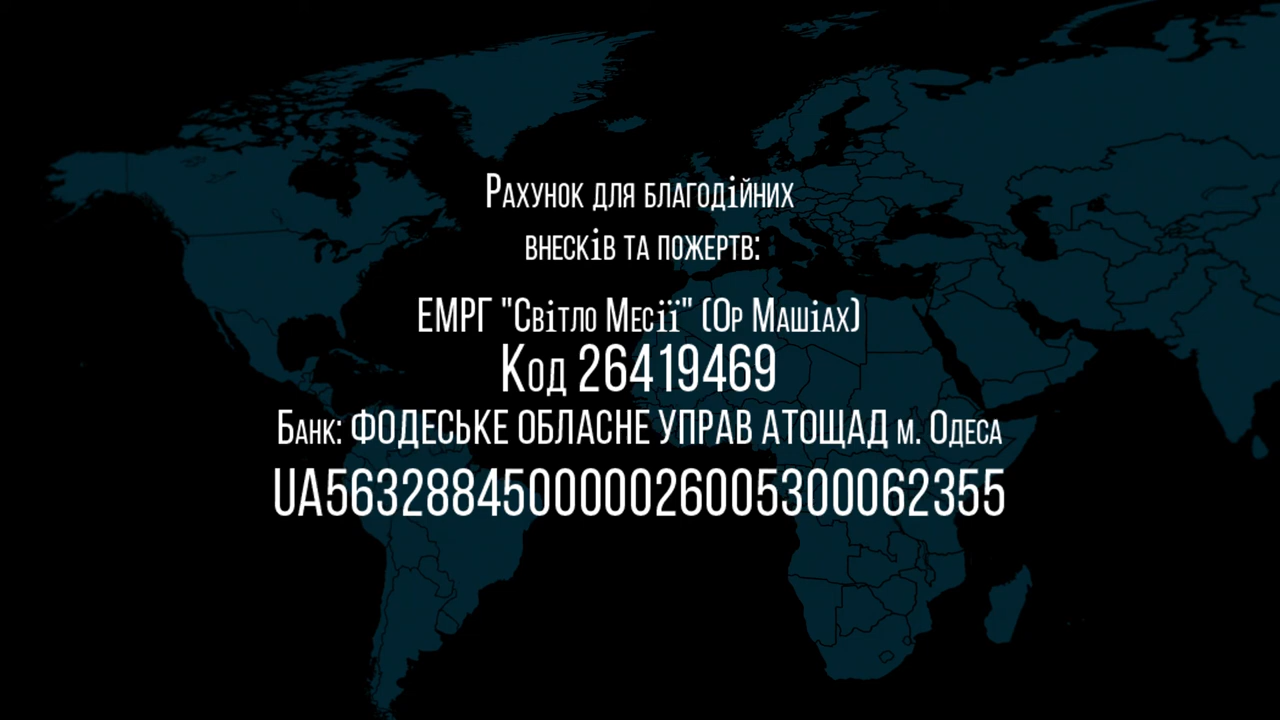 Рахунок для благодійних
внесків та пожертв:
ЕМРГ "Світло Месії" (Ор Машіах)
Код 26419469
Банк: ФОДЕСЬКЕ ОБЛАСНЕ УПРАВ АТОЩАД м. Одеса
UA563288450000026005300062355